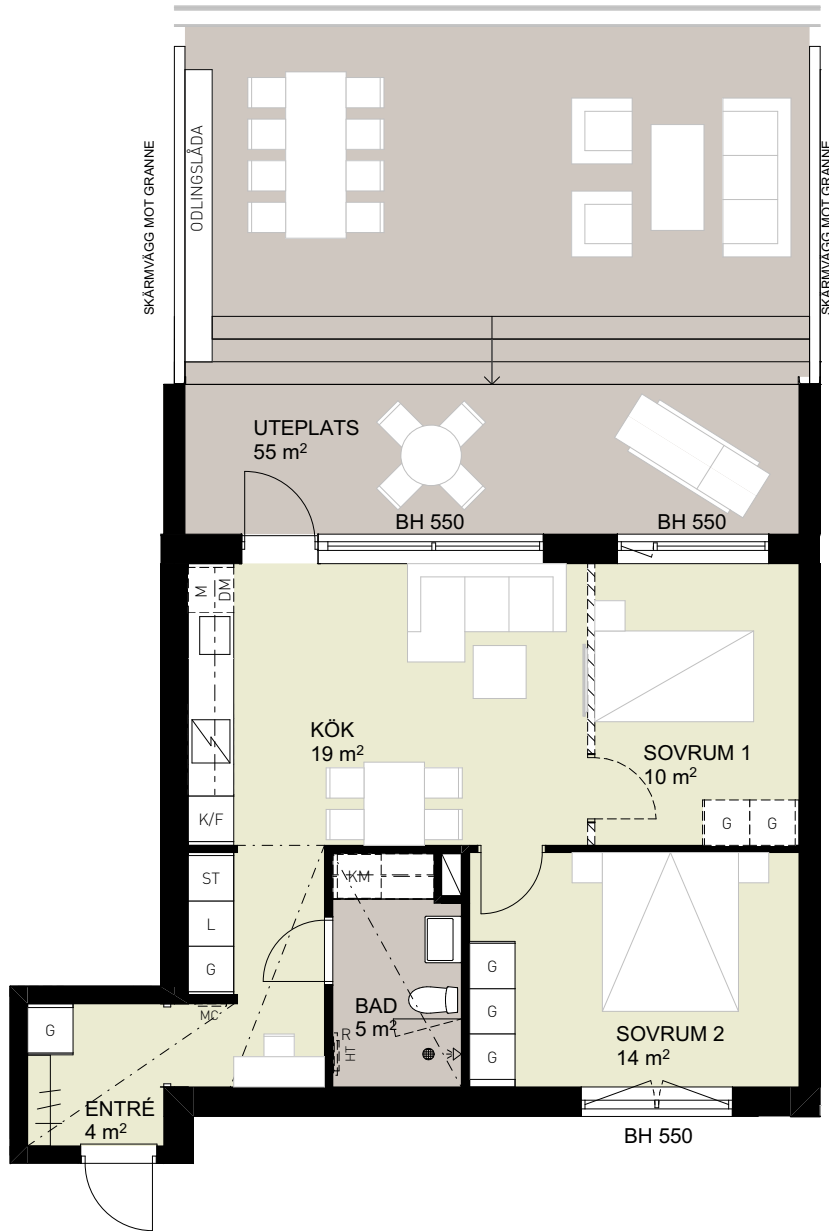 SKÄRMVÄGG MOT GRANNE
ODLINGSLÅDA
SKÄRMVÄGG MOT GRANNE
UTEPLATS
55 m²
BH 550
BH 550
M
DM
KÖK
19 m²
SOVRUM 1
10 m²
K/F
G
G
ST
KM
L
G
G
MC
BAD
5 m²
R
HT
G
G
G
SOVRUM 2
14 m²
ENTRÉ
4 m²
BH 550